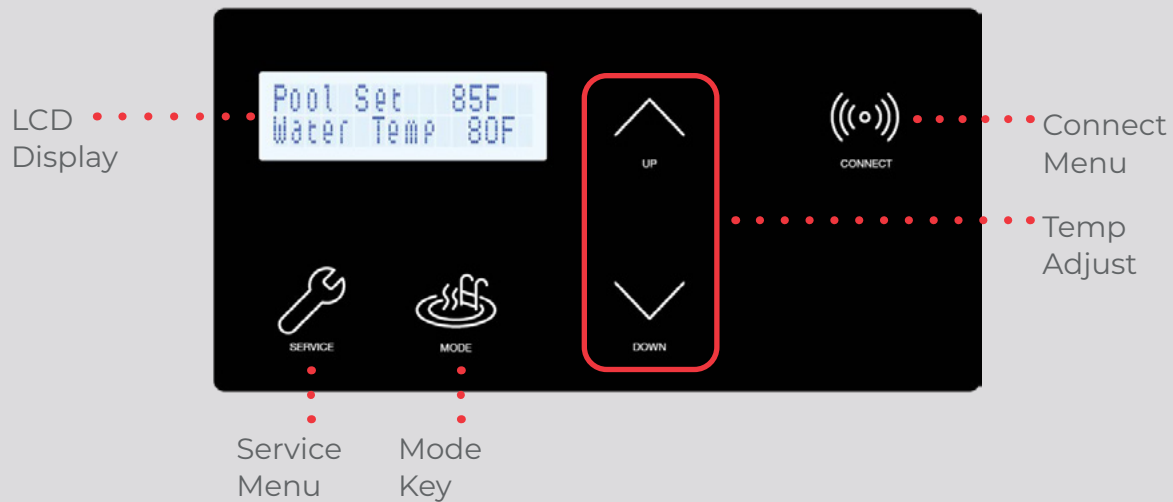 LCD
Display
Pool Set 85F
Water Temp 80F
UP
CONNECT
Connect
Menu
Temp
Adjust
SERVICE
MODE
DOWN
Service
Menu
Mode
Key